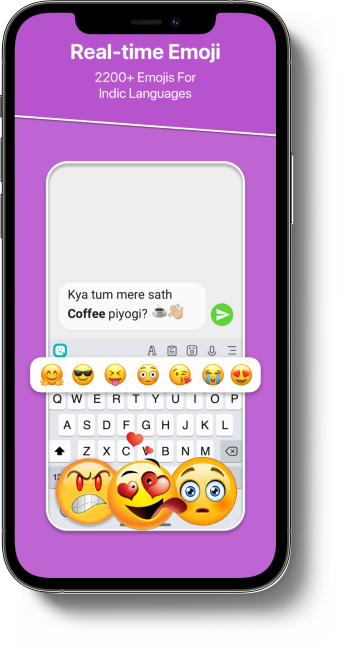 Real-time Emoji
2200+ Emojis For
Indic Languages
Kya tum mere sath
Coffee piyogi? ☕👋🏼
Q W E R T Y U I O P
A S D F G H J K L
Z X C V B N M